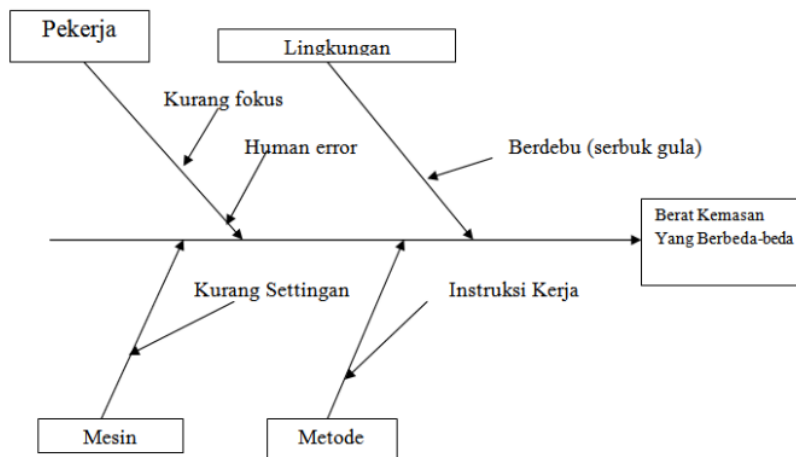 Pekerja
Lingkungan
Kurang fokus
Human error
Berdebu (serbuk gula)
Berat Kemasan
Yang Berbeda-beda
Kurang Settingan
Instruksi Kerja
Mesin
Metode